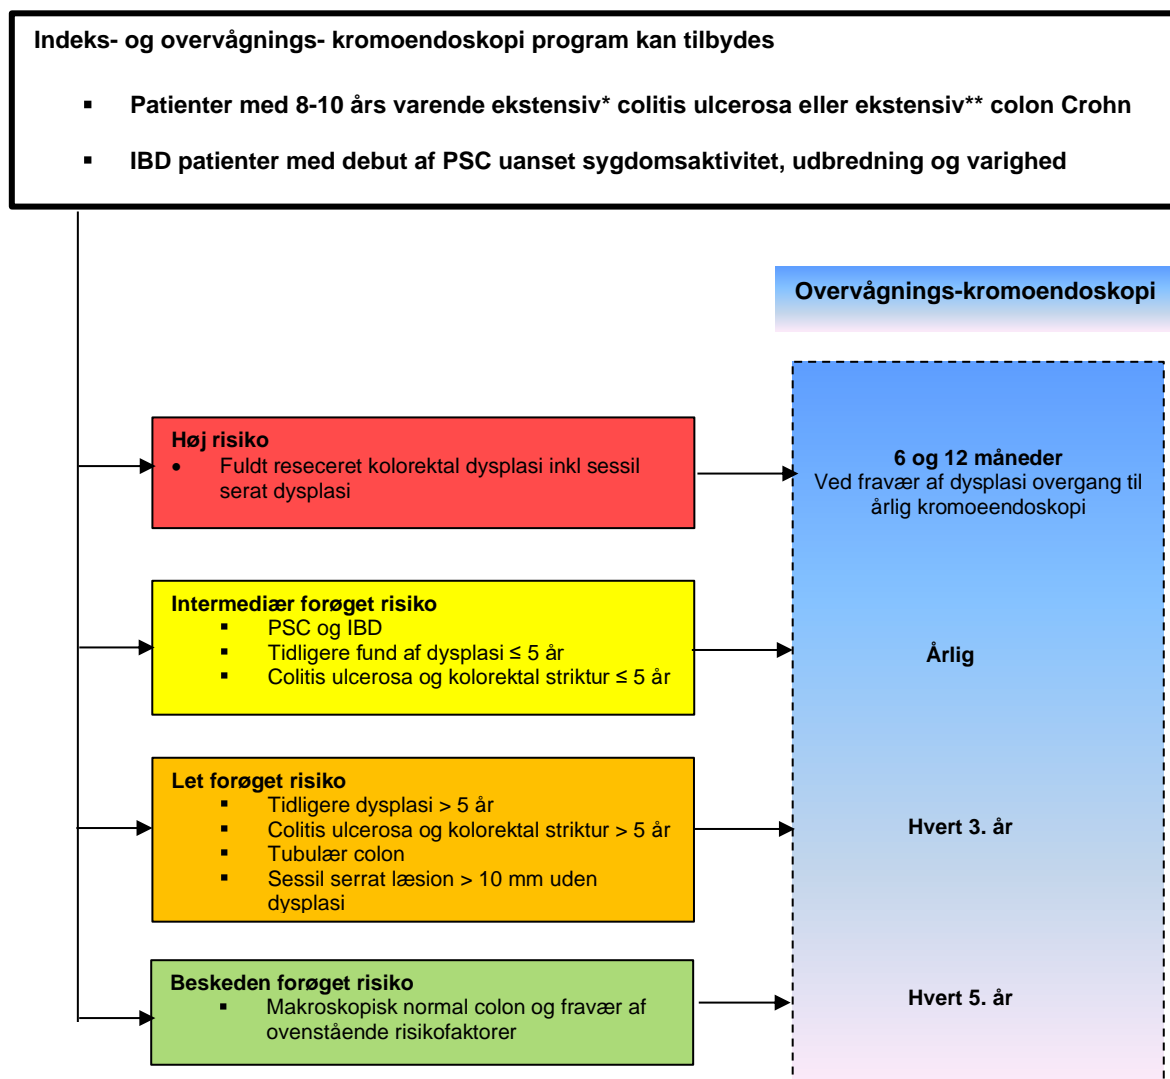 Indeks- og overvågnings- kromoendoskopi program kan tilbydes
▪ Patienter med 8-10 års varende ekstensiv* colitis ulcerosa eller ekstensiv** colon Crohn
▪ IBD patienter med debut af PSC uanset sygdomsaktivitet, udbredning og varighed
Overvågnings-kromoendoskopi
Høj risiko
• Fuldt reseceret kolorektal dysplasi inkl sessil
serat dysplasi
6 og 12 måneder
Ved fravær af dysplasi overgang til
årlig kromoeendoskopi
Intermediær forøget risiko
▪ PSC og IBD
▪ Tidligere fund af dysplasi ≤ 5 år
▪ Colitis ulcerosa og kolorektal striktur ≤ 5 år
Årlig
Let forøget risiko
▪ Tidligere dysplasi > 5 år
▪ Colitis ulcerosa og kolorektal striktur > 5 år
▪ Tubulær colon
▪ Sessil serrat læsion > 10 mm uden
dysplasi
Hvert 3. år
Beskeden forøget risiko
▪ Makroskopisk normal colon og fravær af
ovenstående risikofaktorer
Hvert 5. år